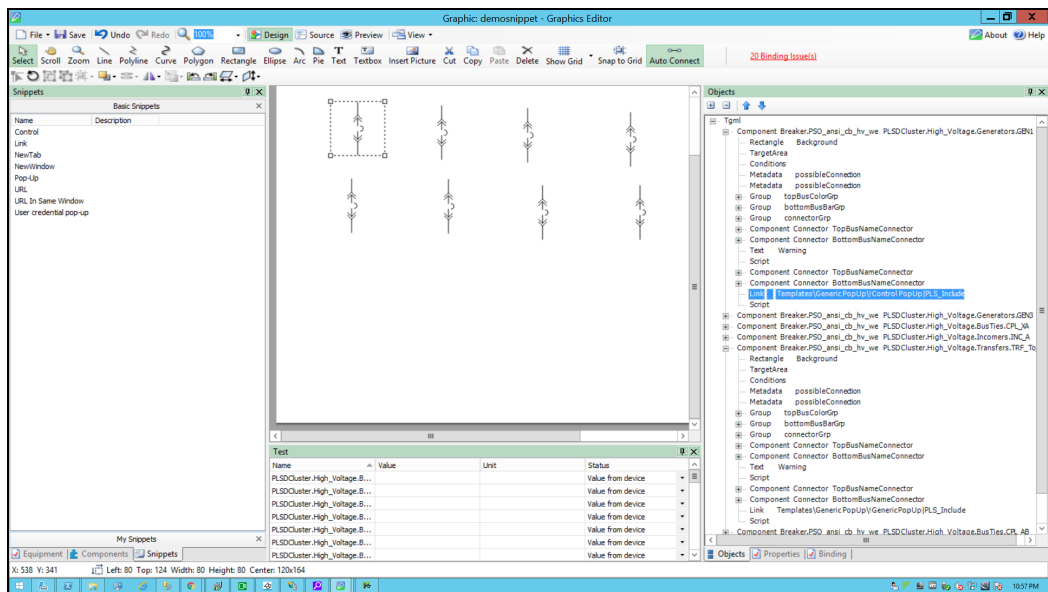 Graphic: demosnippet - Graphics Editor
File Save Undo Redo 100% Design Source Preview View About Help
Select Scroll Zoom Line Polyline Curve Polygon Rectangle Ellipse Arc Pie Text Textbox Insert Picture Cut Copy Paste Delete Show Grid Snap to Grid Auto Connect 20 Binding Issue(s)
Snippets
Basic Snippets
Name Description
Control
Link
NewTab
NewWindow
Pop-Up
URL
URL In Same Window
User credential pop-up
My Snippets
Equipment Components Snippets
Test
Name Value Unit Status
PLSDCluster.High_Voltage.B... Value from device
PLSDCluster.High_Voltage.B... Value from device
PLSDCluster.High_Voltage.B... Value from device
PLSDCluster.High_Voltage.B... Value from device
PLSDCluster.High_Voltage.B... Value from device
PLSDCluster.High_Voltage.B... Value from device
PLSDCluster.High_Voltage.B... Value from device
Objects
Tgml
Component Breaker.PSO_ansi_cb_hv_we PLSDCluster.High_Voltage.Generators.GEN1
Rectangle Background
TargetArea
Conditions
Metadata possibleConnection
Metadata possibleConnection
Group topBusColorGrp
Group bottomBusBarGrp
Group connectorGrp
Component Connector TopBusNameConnector
Component Connector BottomBusNameConnector
Text Warning
Script
Component Connector TopBusNameConnector
Component Connector BottomBusNameConnector
Link Templates\Generic PopUp\!Control PopUp|PLS_Include
Script
Component Breaker.PSO_ansi_cb_hv_we PLSDCluster.High_Voltage.Generators.GEN3
Component Breaker.PSO_ansi_cb_hv_we PLSDCluster.High_Voltage.BusTies.CPL_XA
Component Breaker.PSO_ansi_cb_hv_we PLSDCluster.High_Voltage.Incomers.INC_A
Component Breaker.PSO_ansi_cb_hv_we PLSDCluster.High_Voltage.Transfers.TRF_To
Rectangle Background
TargetArea
Conditions
Metadata possibleConnection
Metadata possibleConnection
Group topBusColorGrp
Group bottomBusBarGrp
Group connectorGrp
Component Connector TopBusNameConnector
Component Connector BottomBusNameConnector
Text Warning
Script
Component Connector TopBusNameConnector
Component Connector BottomBusNameConnector
Link Templates\Generic PopUp\!GenericPopUp|PLS_Include
Script
Component Breaker.PSO_ansi_cb_hv_we PLSDCluster.High_Voltage.BusTies.CPL_AB
Objects Properties Binding
X: 538 Y: 341 Left: 80 Top: 124 Width: 80 Height: 80 Center: 120x164
10:57 PM